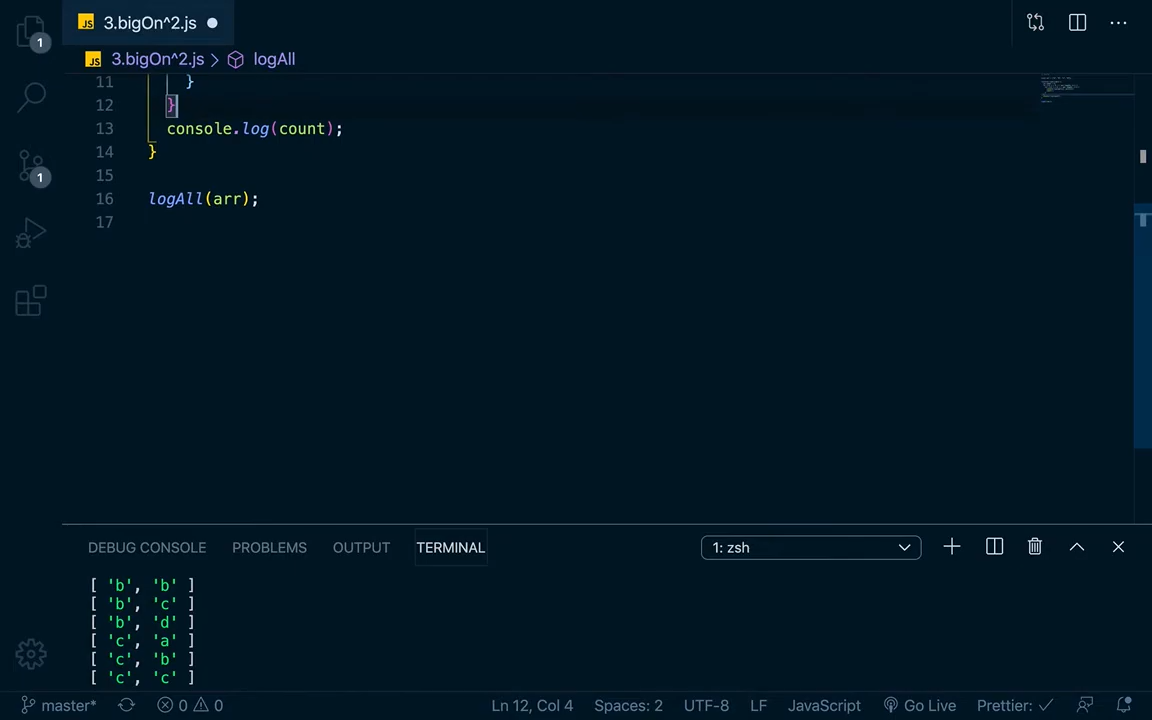 JS 3.bigOn^2.js
JS 3.bigOn^2.js > logAll
11 }
12 }
13 console.log(count);
14 }
15
16 logAll(arr);
17
1
1
DEBUG CONSOLE PROBLEMS OUTPUT TERMINAL 1: zsh
[ 'b', 'b' ]
[ 'b', 'c' ]
[ 'b', 'd' ]
[ 'c', 'a' ]
[ 'c', 'b' ]
[ 'c', 'c' ]
master* 0 0 Ln 12, Col 4 Spaces: 2 UTF-8 LF JavaScript Go Live Prettier: ✓